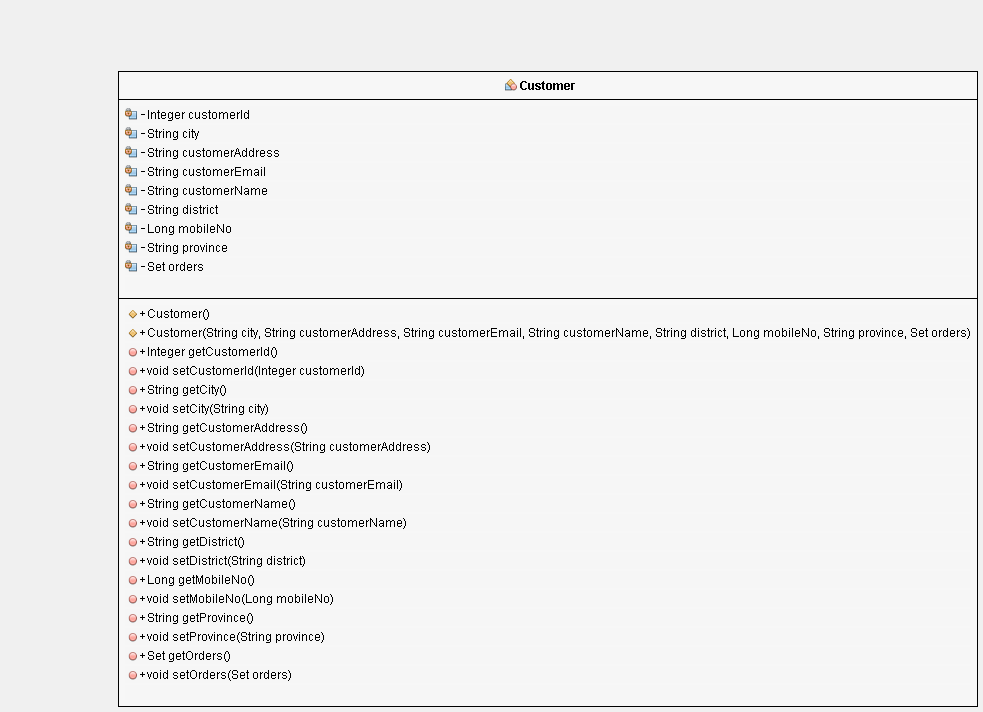 Customer
-Integer customerId
-String city
-String customerAddress
-String customerEmail
-String customerName
-String district
-Long mobileNo
-String province
-Set orders
+Customer()
+Customer(String city, String customerAddress, String customerEmail, String customerName, String district, Long mobileNo, String province, Set orders)
+Integer getCustomerId()
+void setCustomerId(Integer customerId)
+String getCity()
+void setCity(String city)
+String getCustomerAddress()
+void setCustomerAddress(String customerAddress)
+String getCustomerEmail()
+void setCustomerEmail(String customerEmail)
+String getCustomerName()
+void setCustomerName(String customerName)
+String getDistrict()
+void setDistrict(String district)
+Long getMobileNo()
+void setMobileNo(Long mobileNo)
+String getProvince()
+void setProvince(String province)
+Set getOrders()
+void setOrders(Set orders)